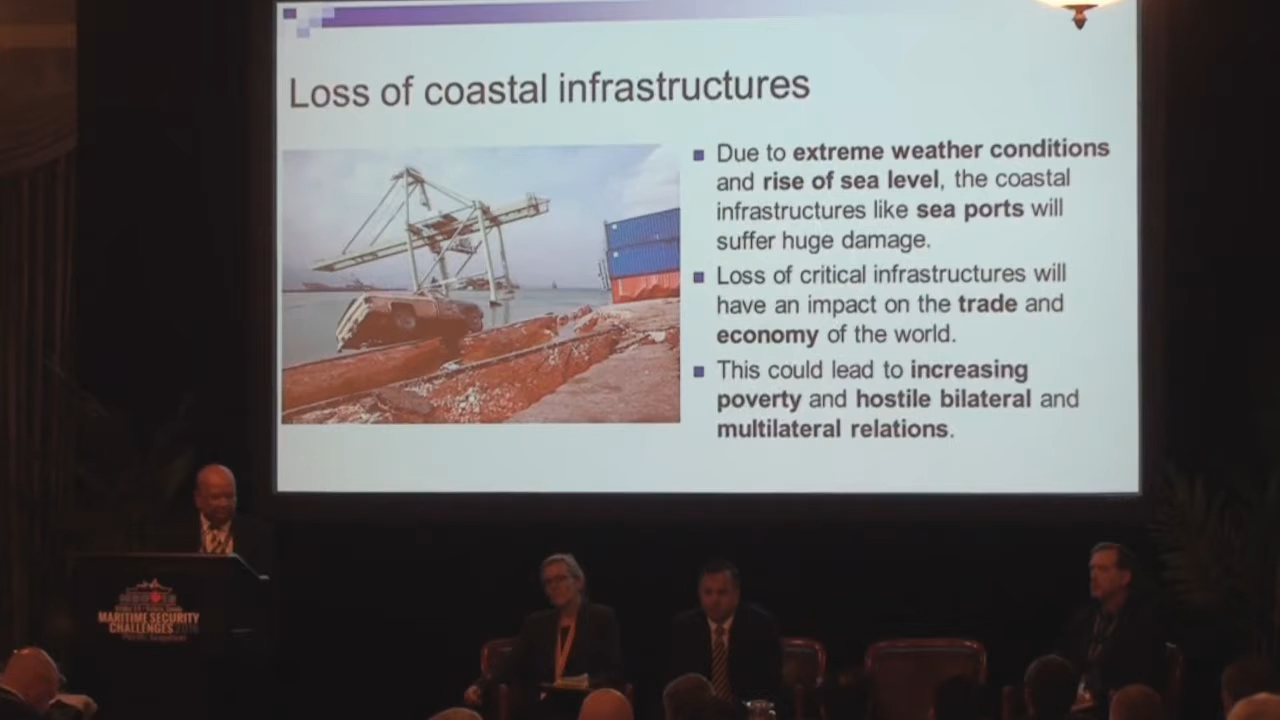 Loss of coastal infrastructures
Due to extreme weather conditions
and rise of sea level, the coastal
infrastructures like sea ports will
suffer huge damage.
Loss of critical infrastructures will
have an impact on the trade and
economy of the world.
This could lead to increasing
poverty and hostile bilateral and
multilateral relations.
MARITIME SECURITY
CHALLENGES